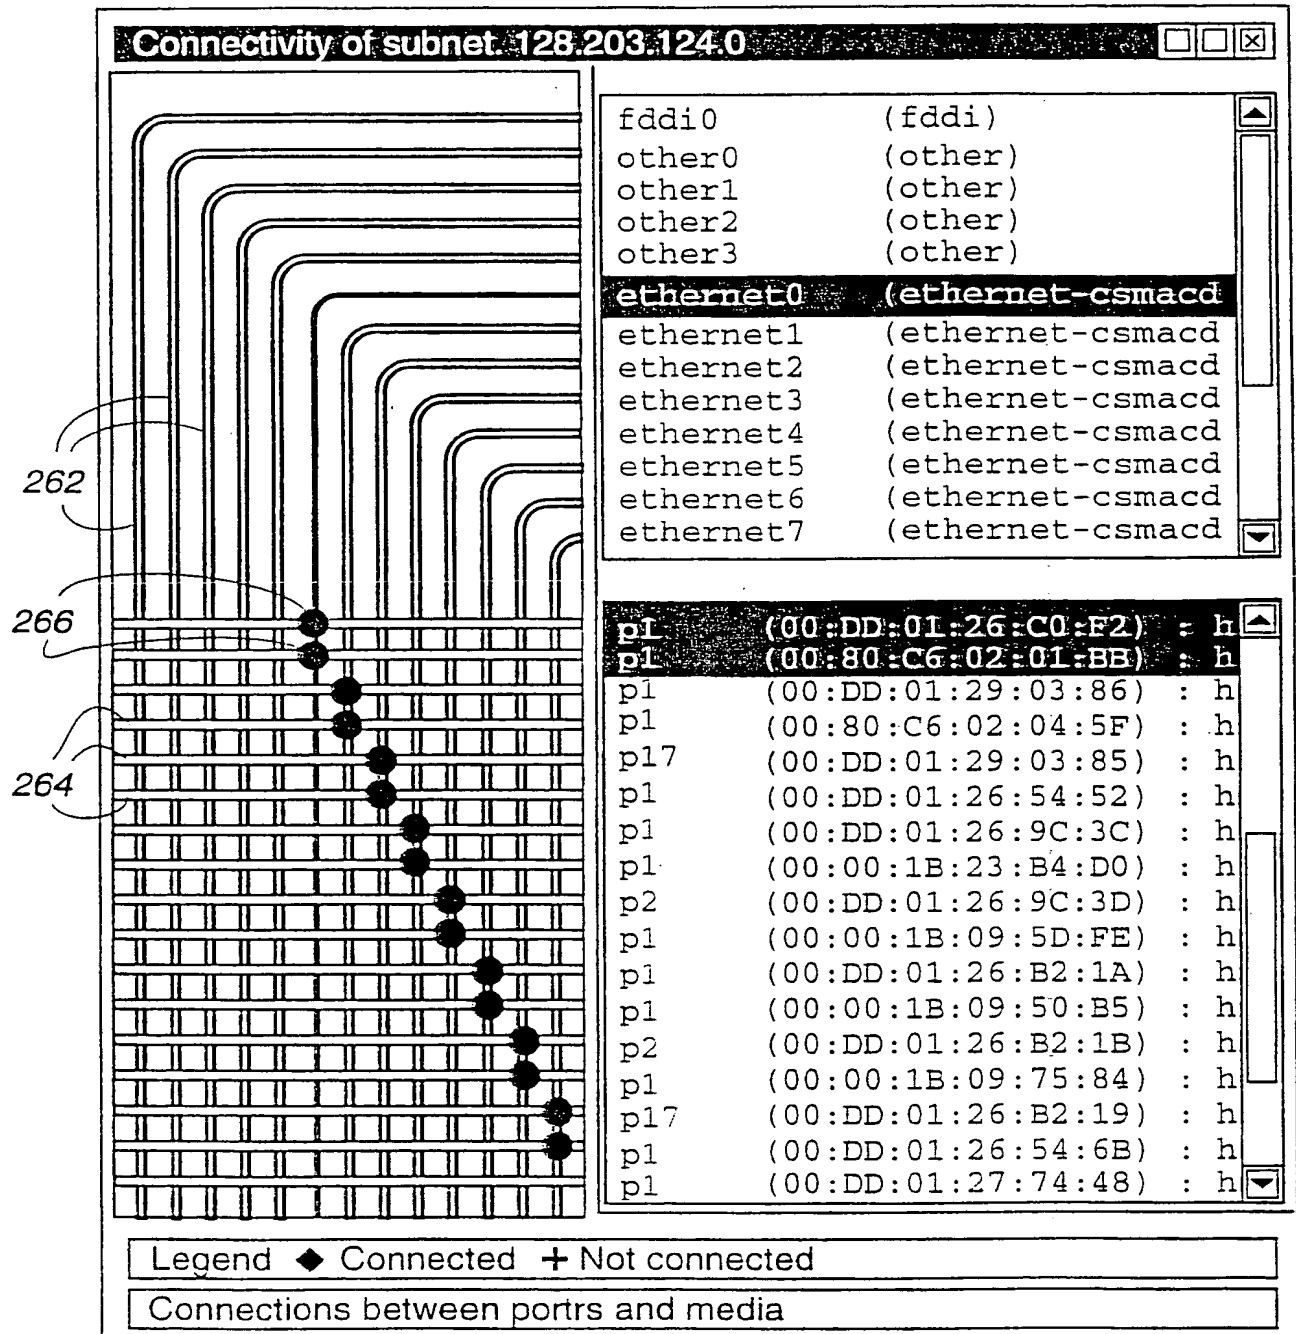 Connectivity of subnet. 128.203.124.0
fddi0 (fddi)
other0 (other)
other1 (other)
other2 (other)
other3 (other)
ethernet0 (ethernet-csmacd
ethernet1 (ethernet-csmacd
ethernet2 (ethernet-csmacd
ethernet3 (ethernet-csmacd
ethernet4 (ethernet-csmacd
ethernet5 (ethernet-csmacd
ethernet6 (ethernet-csmacd
ethernet7 (ethernet-csmacd
262
266
264
p1 (00:DD:01:26:C0:F2) : h
p1 (00:80:C6:02:01:BB) : h
p1 (00:DD:01:29:03:86) : h
p1 (00:80:C6:02:04:5F) : h
p17 (00:DD:01:29:03:85) : h
p1 (00:DD:01:26:54:52) : h
p1 (00:DD:01:26:9C:3C) : h
p1 (00:00:1B:23:B4:D0) : h
p2 (00:DD:01:26:9C:3D) : h
p1 (00:00:1B:09:5D:FE) : h
p1 (00:DD:01:26:B2:1A) : h
p1 (00:00:1B:09:50:B5) : h
p2 (00:DD:01:26:B2:1B) : h
p1 (00:00:1B:09:75:84) : h
p17 (00:DD:01:26:B2:19) : h
p1 (00:DD:01:26:54:6B) : h
p1 (00:DD:01:27:74:48) : h
Legend ◆ Connected + Not connected
Connections between portrs and media